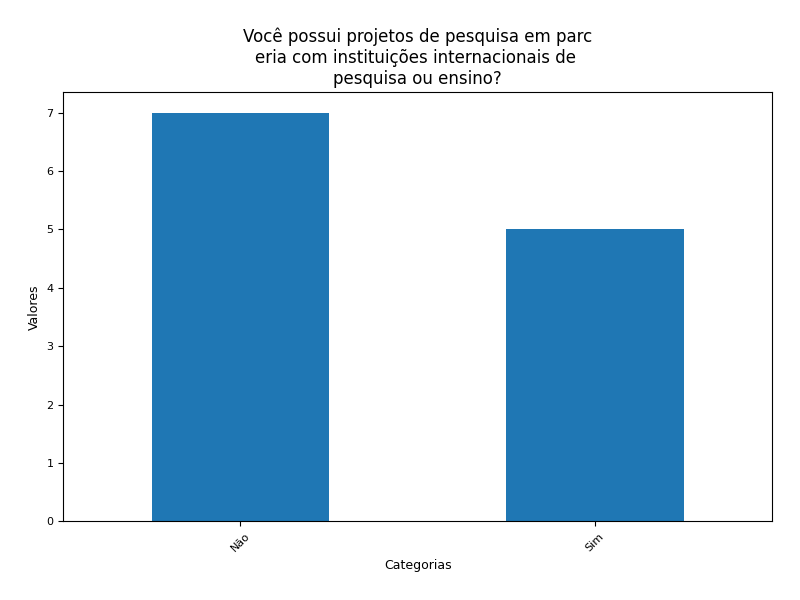 Você possui projetos de pesquisa em parc
eria com instituições internacionais de
pesquisa ou ensino?
7
6
5
4
3
2
1
0
Valores
Não
Sim
Categorias